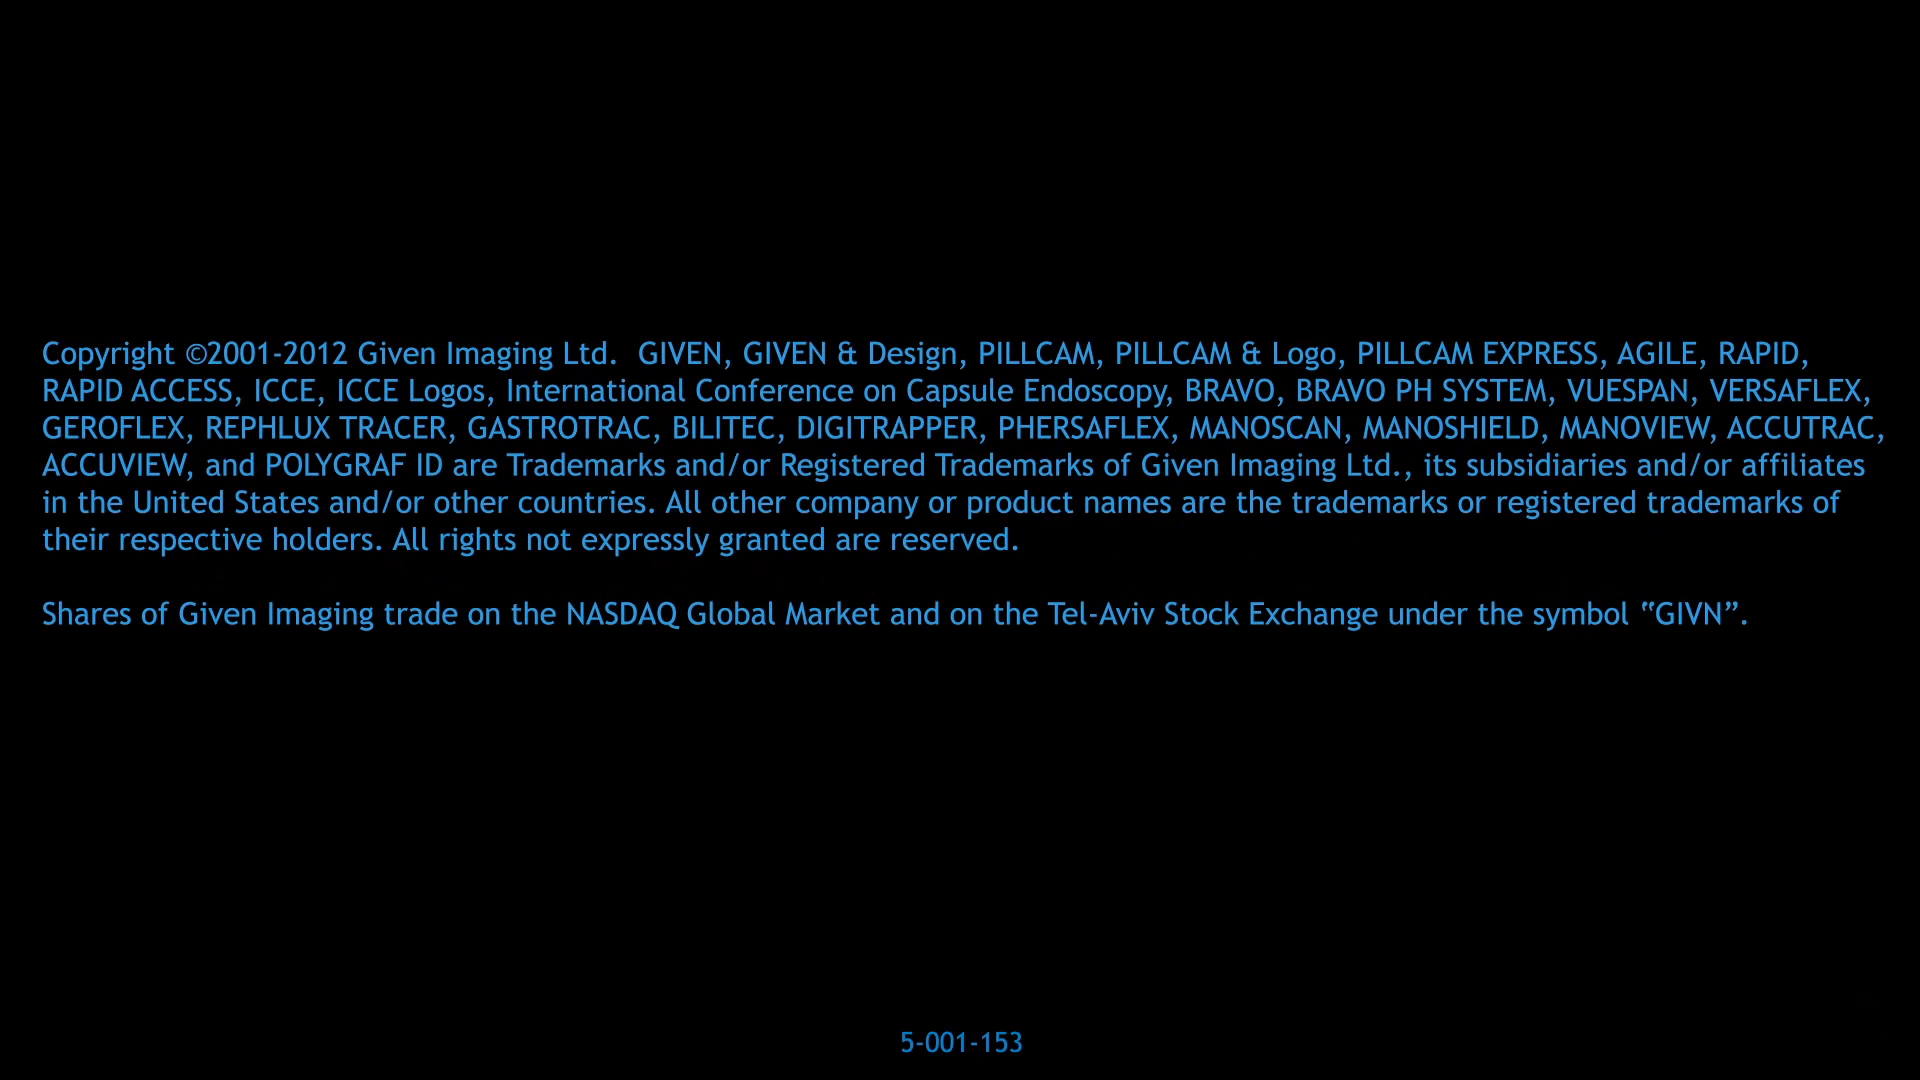 Copyright ©2001-2012 Given Imaging Ltd.  GIVEN, GIVEN & Design, PILLCAM, PILLCAM & Logo, PILLCAM EXPRESS, AGILE, RAPID,
RAPID ACCESS, ICCE, ICCE Logos, International Conference on Capsule Endoscopy, BRAVO, BRAVO PH SYSTEM, VUESPAN, VERSAFLEX,
GEROFLEX, REPHLUX TRACER, GASTROTRAC, BILITEC, DIGITRAPPER, PHERSAFLEX, MANOSCAN, MANOSHIELD, MANOVIEW, ACCUTRAC,
ACCUVIEW, and POLYGRAF ID are Trademarks and/or Registered Trademarks of Given Imaging Ltd., its subsidiaries and/or affiliates
in the United States and/or other countries. All other company or product names are the trademarks or registered trademarks of
their respective holders. All rights not expressly granted are reserved.
Shares of Given Imaging trade on the NASDAQ Global Market and on the Tel-Aviv Stock Exchange under the symbol “GIVN”.
5-001-153